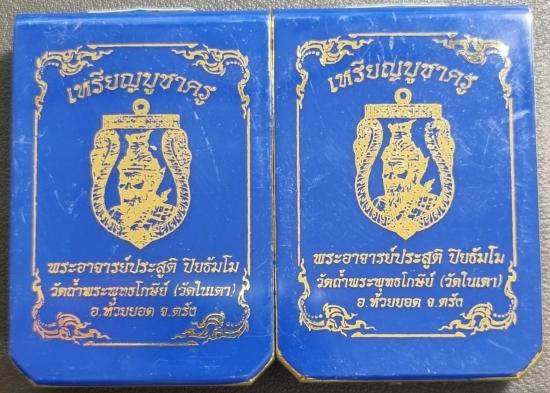 เหรียญบูชาครู
พระอาจารย์ประสูติ ปิยธัมโม
วัดถ้ำพระพุทธโกษีย์ (วัดในเตา)
อ.ห้วยยอด จ.ตรัง
เหรียญบูชาครู
พระอาจารย์ประสูติ ปิยธัมโม
วัดถ้ำพระพุทธโกษีย์ (วัดในเตา)
อ.ห้วยยอด จ.ตรัง